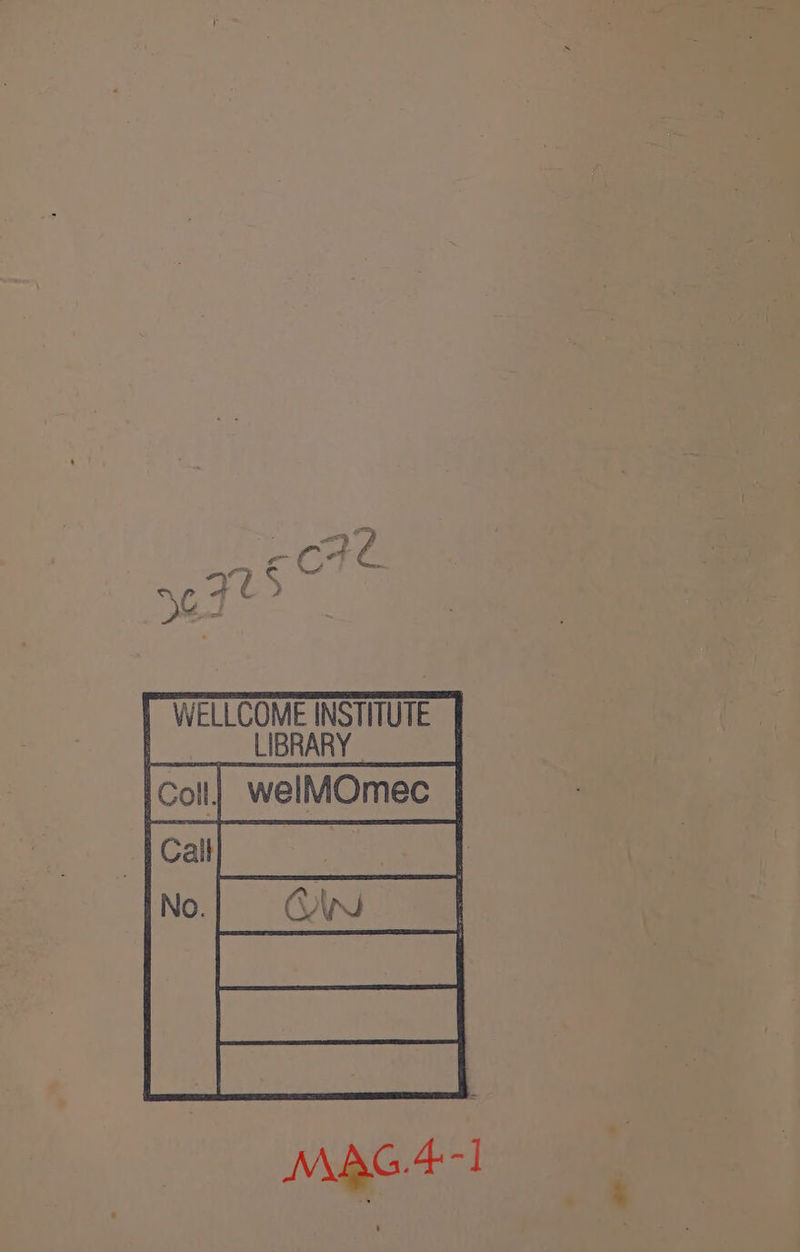 WELLCOME INSTITUTE
LIBRARY
Coll. welMOmec
Call
No. QW
MAG.4-1